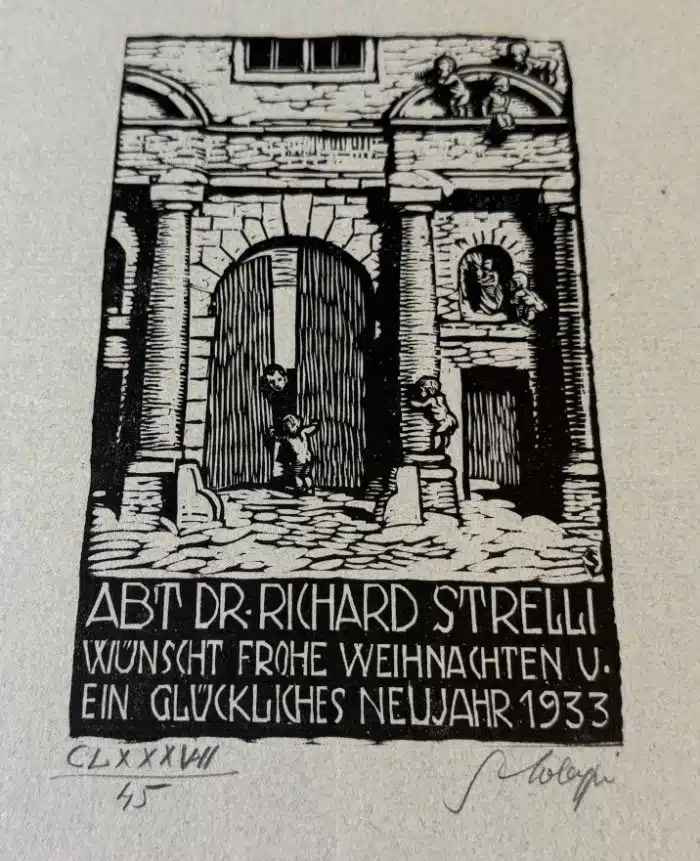 ABT DR·RICHARD STRELLI
WÜNSCHT FROHE WEIHNACHTEN U·
EIN GLÜCKLICHES NEUJAHR·1933
CLXXXVII
45